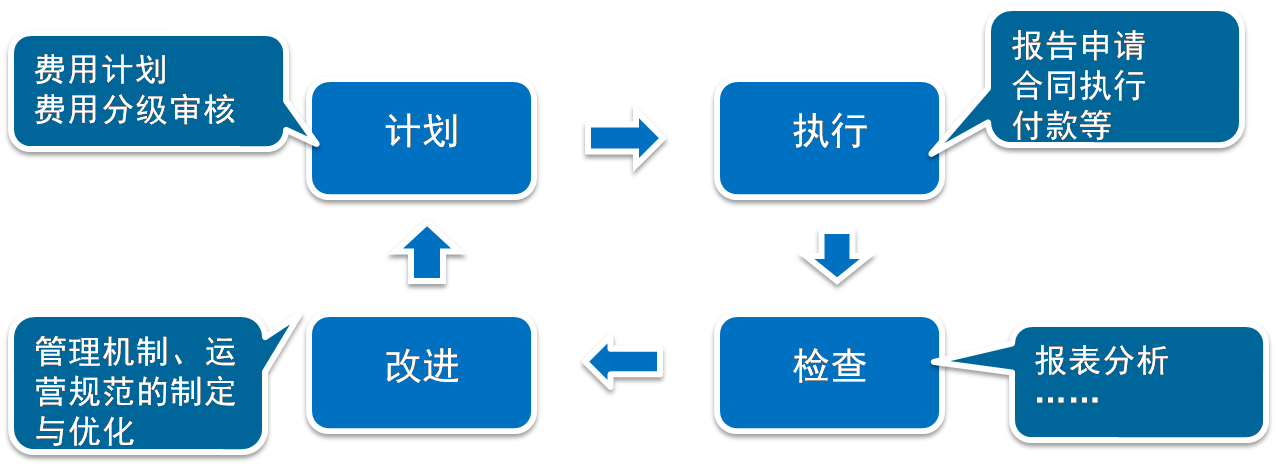 费用计划
费用分级审核
计划
执行
报告申请
合同执行
付款等
管理机制、运
营规范的制定
与优化
改进
检查
报表分析
……